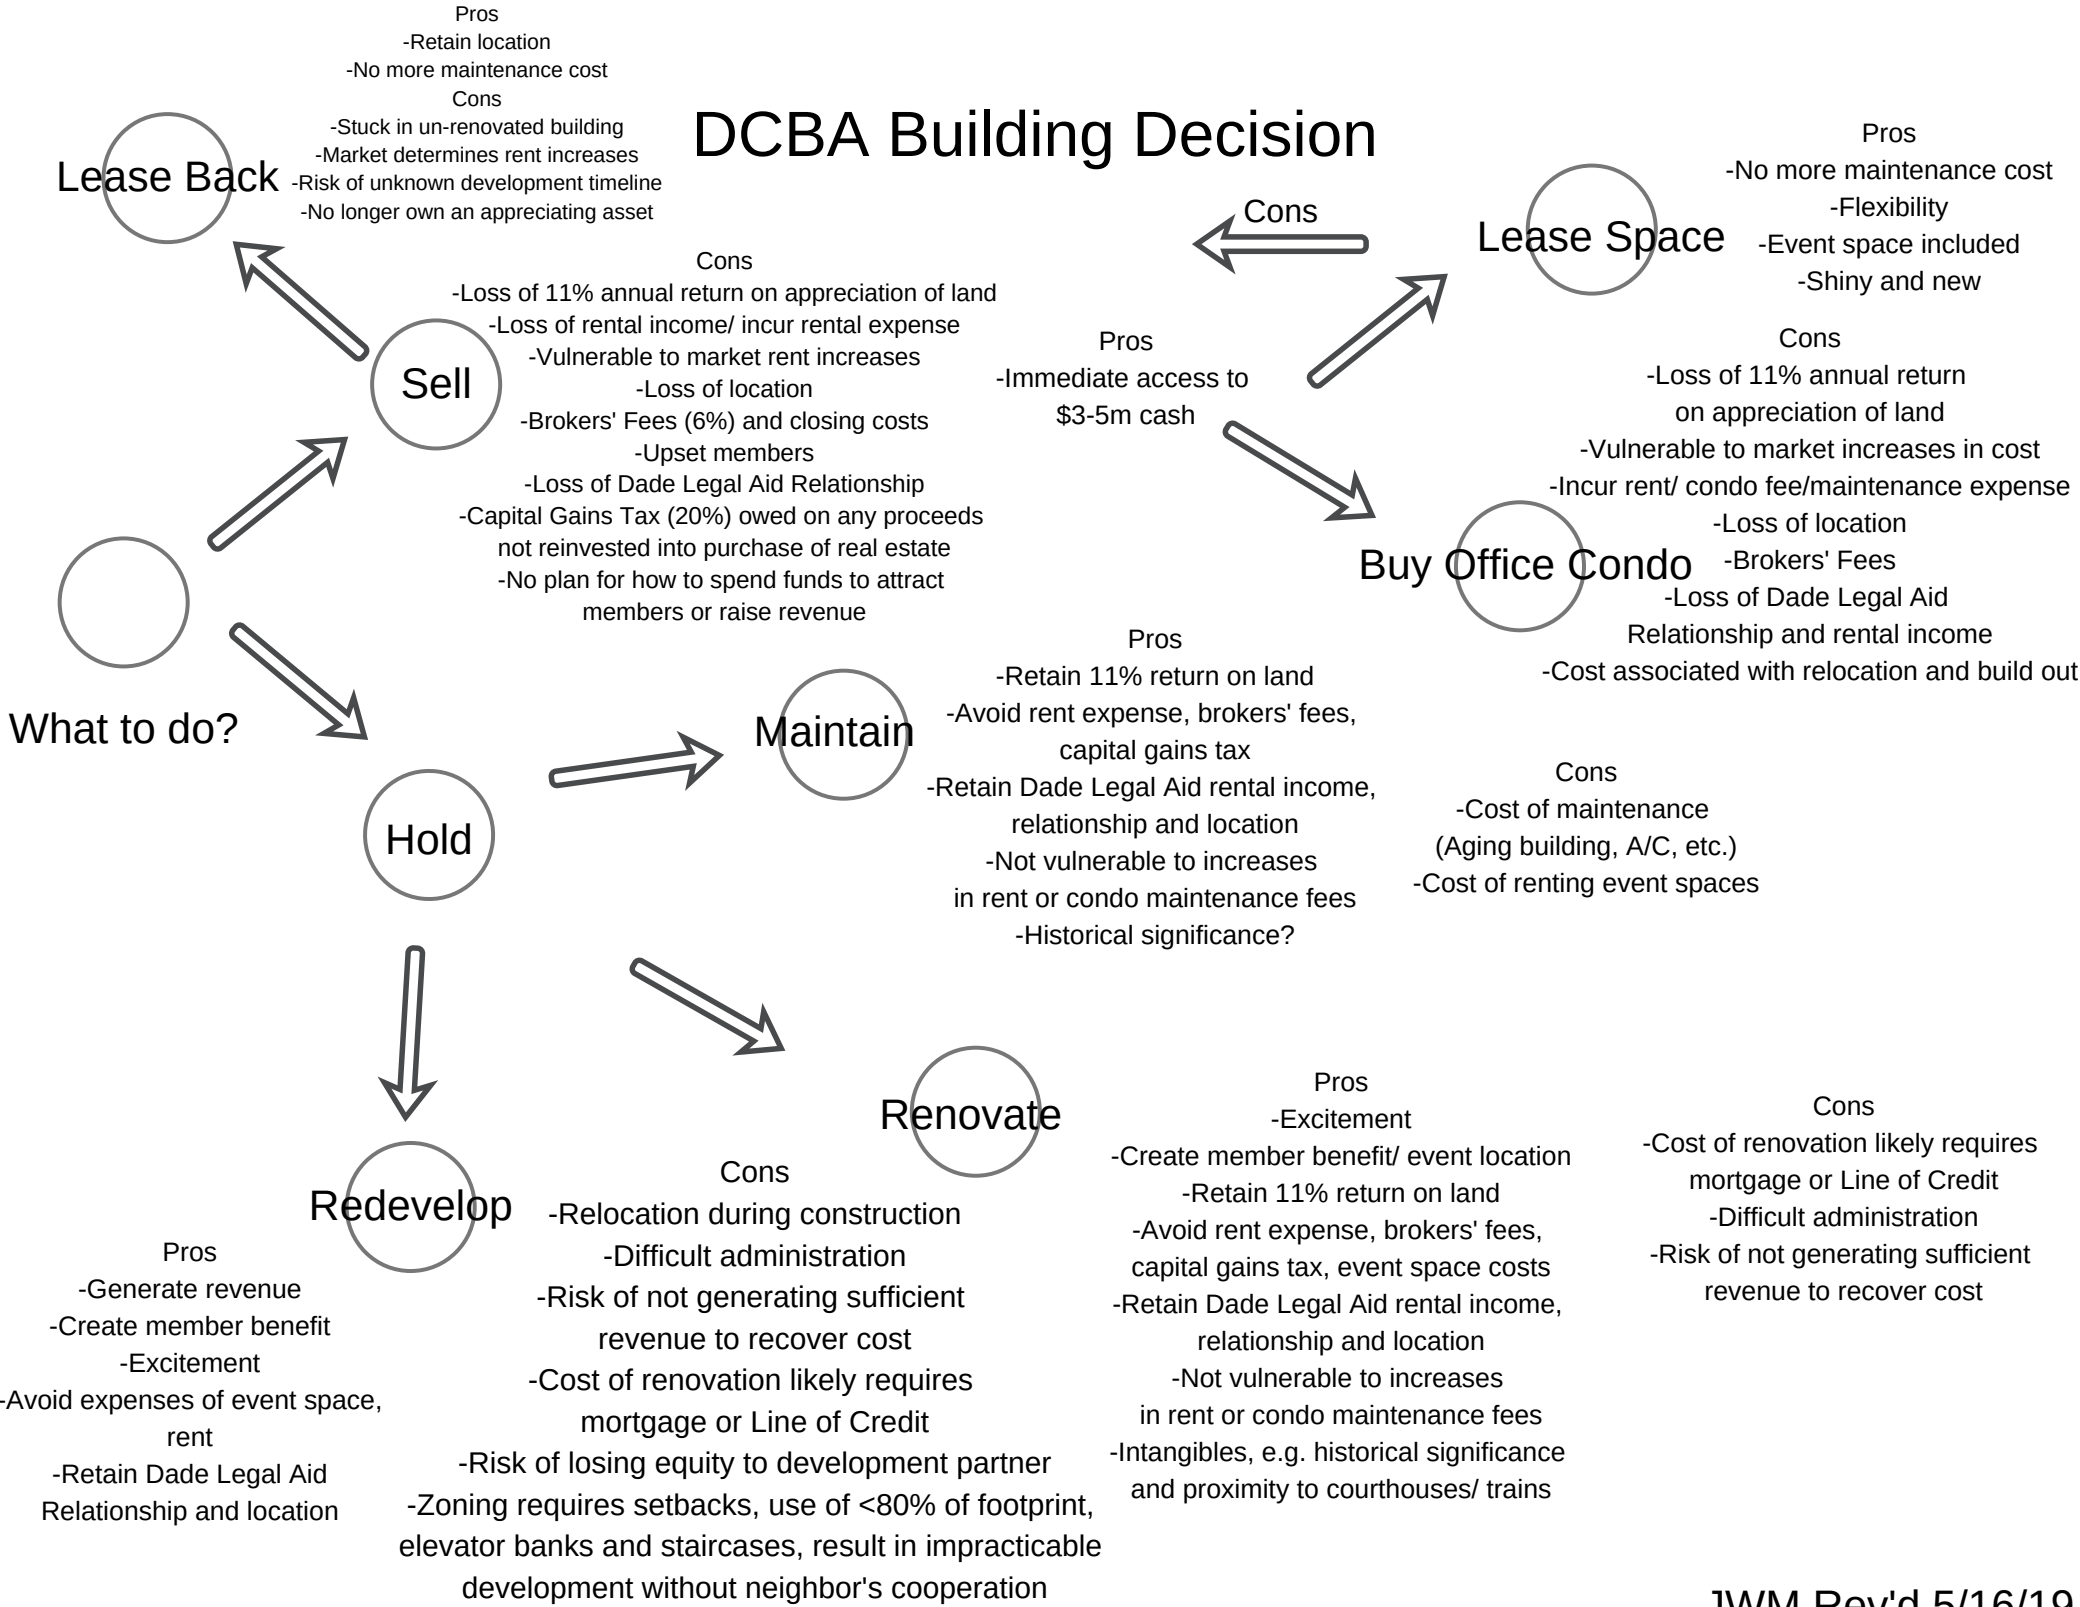 Pros
-Retain location
-No more maintenance cost
Cons
-Stuck in un-renovated building
-Market determines rent increases
-Risk of unknown development timeline
-No longer own an appreciating asset
Lease Back
DCBA Building Decision
Cons
Lease Space
Pros
-No more maintenance cost
-Flexibility
-Event space included
-Shiny and new
Sell
Cons
-Loss of 11% annual return on appreciation of land
-Loss of rental income/ incur rental expense
-Vulnerable to market rent increases
-Loss of location
-Brokers' Fees (6%) and closing costs
-Upset members
-Loss of Dade Legal Aid Relationship
-Capital Gains Tax (20%) owed on any proceeds
not reinvested into purchase of real estate
-No plan for how to spend funds to attract
members or raise revenue
Pros
-Immediate access to
$3-5m cash
Buy Office Condo
Cons
-Loss of 11% annual return
on appreciation of land
-Vulnerable to market increases in cost
-Incur rent/ condo fee/maintenance expense
-Loss of location
-Brokers' Fees
-Loss of Dade Legal Aid
Relationship and rental income
-Cost associated with relocation and build out
What to do?
Hold
Maintain
Pros
-Retain 11% return on land
-Avoid rent expense, brokers' fees,
capital gains tax
-Retain Dade Legal Aid rental income,
relationship and location
-Not vulnerable to increases
in rent or condo maintenance fees
-Historical significance?
Cons
-Cost of maintenance
(Aging building, A/C, etc.)
-Cost of renting event spaces
Redevelop
Pros
-Generate revenue
-Create member benefit
-Excitement
-Avoid expenses of event space,
rent
-Retain Dade Legal Aid
Relationship and location
Cons
-Relocation during construction
-Difficult administration
-Risk of not generating sufficient
revenue to recover cost
-Cost of renovation likely requires
mortgage or Line of Credit
-Risk of losing equity to development partner
-Zoning requires setbacks, use of <80% of footprint,
elevator banks and staircases, result in impracticable
development without neighbor's cooperation
Renovate
Pros
-Excitement
-Create member benefit/ event location
-Retain 11% return on land
-Avoid rent expense, brokers' fees,
capital gains tax, event space costs
-Retain Dade Legal Aid rental income,
relationship and location
-Not vulnerable to increases
in rent or condo maintenance fees
-Intangibles, e.g. historical significance
and proximity to courthouses/ trains
Cons
-Cost of renovation likely requires
mortgage or Line of Credit
-Difficult administration
-Risk of not generating sufficient
revenue to recover cost
JWM Rev'd 5/16/19